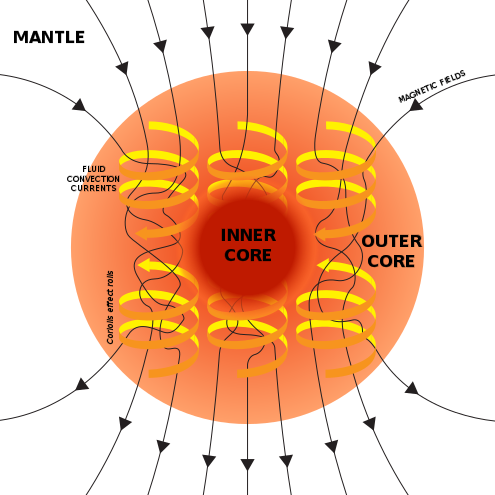 MANTLE
MAGNETIC FIELDS
FLUID
CONVECTION
CURRENTS
INNER
CORE
OUTER
CORE
Coriolis effect rolls